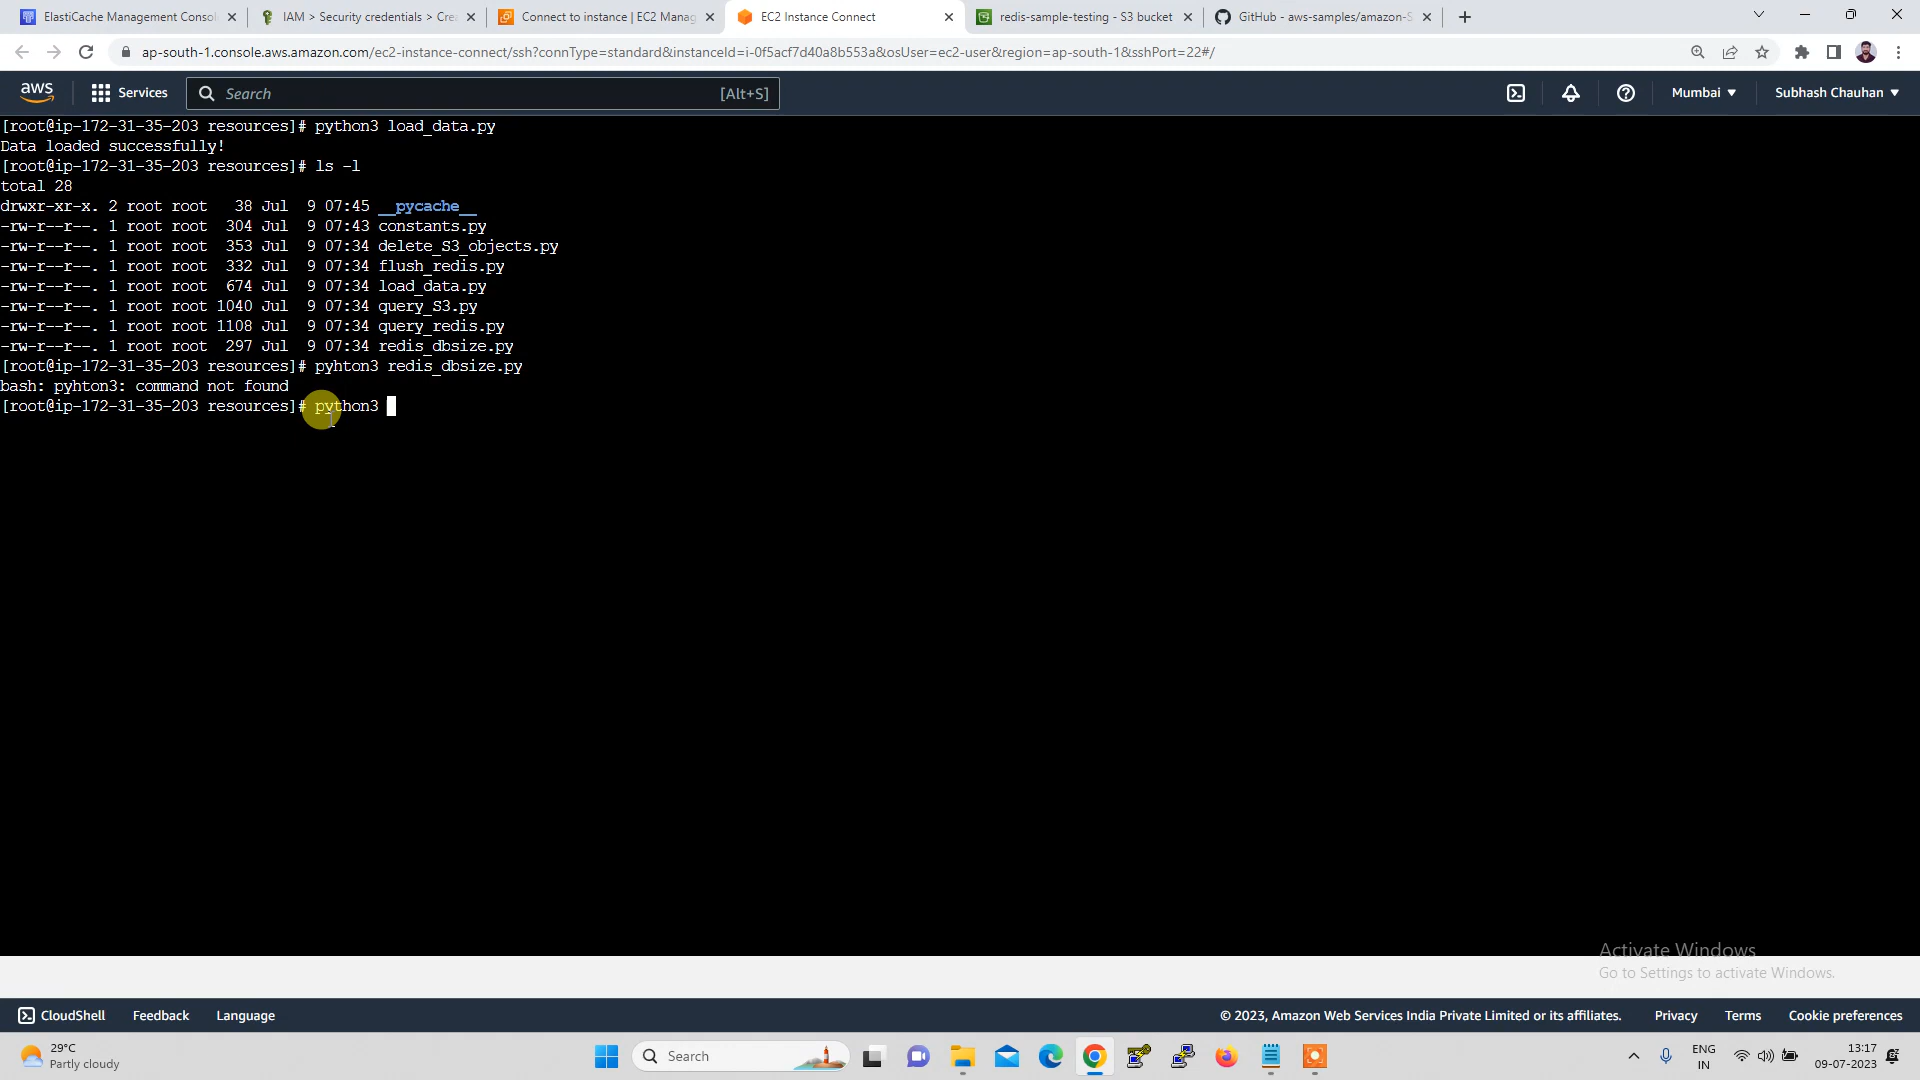 ElastiCache Management Consol
IAM > Security credentials > Crea
Connect to instance | EC2 Manag
EC2 Instance Connect
redis-sample-testing - S3 bucket
GitHub - aws-samples/amazon-S
ap-south-1.console.aws.amazon.com/ec2-instance-connect/ssh?connType=standard&instanceId=i-0f5acf7d40a8b553a&osUser=ec2-user&region=ap-south-1&sshPort=22#/
aws
Services
Search
[Alt+S]
Mumbai
Subhash Chauhan
[root@ip-172-31-35-203 resources]# python3 load_data.py
Data loaded successfully!
[root@ip-172-31-35-203 resources]# ls -l
total 28
drwxr-xr-x. 2 root root   38 Jul  9 07:45 __pycache__
-rw-r--r--. 1 root root  304 Jul  9 07:43 constants.py
-rw-r--r--. 1 root root  353 Jul  9 07:34 delete_S3_objects.py
-rw-r--r--. 1 root root  332 Jul  9 07:34 flush_redis.py
-rw-r--r--. 1 root root  674 Jul  9 07:34 load_data.py
-rw-r--r--. 1 root root 1040 Jul  9 07:34 query_S3.py
-rw-r--r--. 1 root root 1108 Jul  9 07:34 query_redis.py
-rw-r--r--. 1 root root  297 Jul  9 07:34 redis_dbsize.py
[root@ip-172-31-35-203 resources]# pyhton3 redis_dbsize.py
bash: pyhton3: command not found
[root@ip-172-31-35-203 resources]# python3
Activate Windows
Go to Settings to activate Windows.
CloudShell
Feedback
Language
© 2023, Amazon Web Services India Private Limited or its affiliates.
Privacy
Terms
Cookie preferences
29°C
Partly cloudy
Search
ENG
IN
13:17
09-07-2023